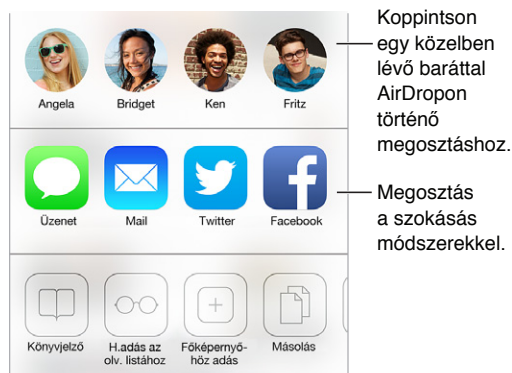 Angela Bridget Ken Fritz
Koppintson
egy közelben
lévő baráttal
AirDropon
történő
megosztáshoz.
Üzenet Mail Twitter Facebook
Megosztás
a szokásás
módszerekkel.
Könyvjelző H.adás az Főképernyő- Másolás
olv. listához höz adás